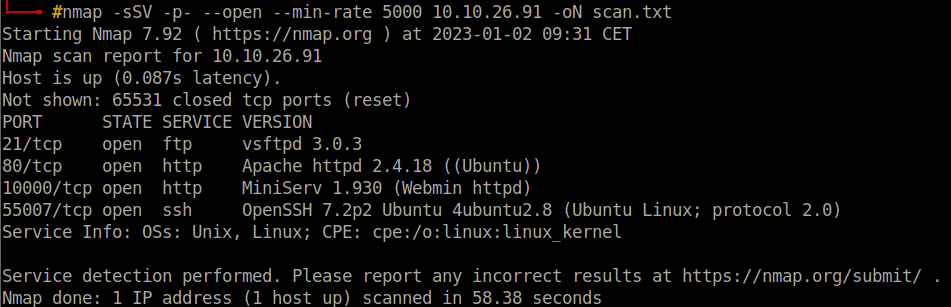 #nmap -sSV -p- --open --min-rate 5000 10.10.26.91 -oN scan.txt
Starting Nmap 7.92 ( https://nmap.org ) at 2023-01-02 09:31 CET
Nmap scan report for 10.10.26.91
Host is up (0.087s latency).
Not shown: 65531 closed tcp ports (reset)
PORT      STATE SERVICE VERSION
21/tcp    open  ftp     vsftpd 3.0.3
80/tcp    open  http    Apache httpd 2.4.18 ((Ubuntu))
10000/tcp open  http    MiniServ 1.930 (Webmin httpd)
55007/tcp open  ssh     OpenSSH 7.2p2 Ubuntu 4ubuntu2.8 (Ubuntu Linux; protocol 2.0)
Service Info: OSs: Unix, Linux; CPE: cpe:/o:linux:linux_kernel

Service detection performed. Please report any incorrect results at https://nmap.org/submit/ .
Nmap done: 1 IP address (1 host up) scanned in 58.38 seconds